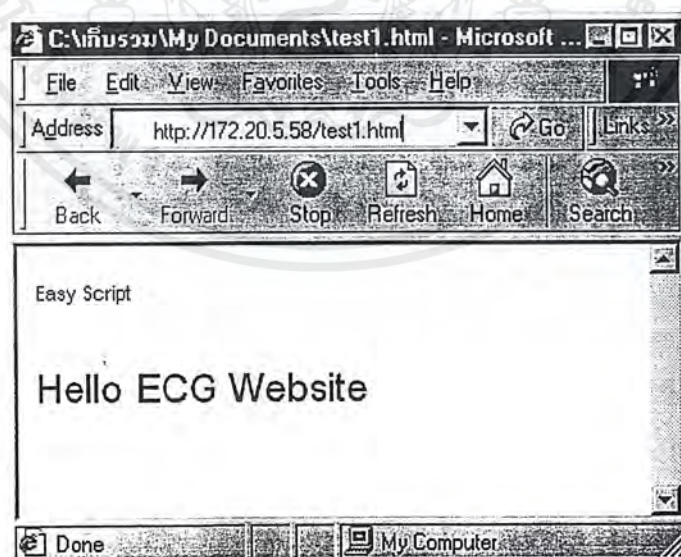 C:\เก็บรวม\My Documents\test1.html - Microsoft ...
File Edit View Favorites Tools Help
Address http://172.20.5.58/test1.html Go Links »
Back Forward Stop Refresh Home Search »
Easy Script
Hello ECG Website
Done My Computer